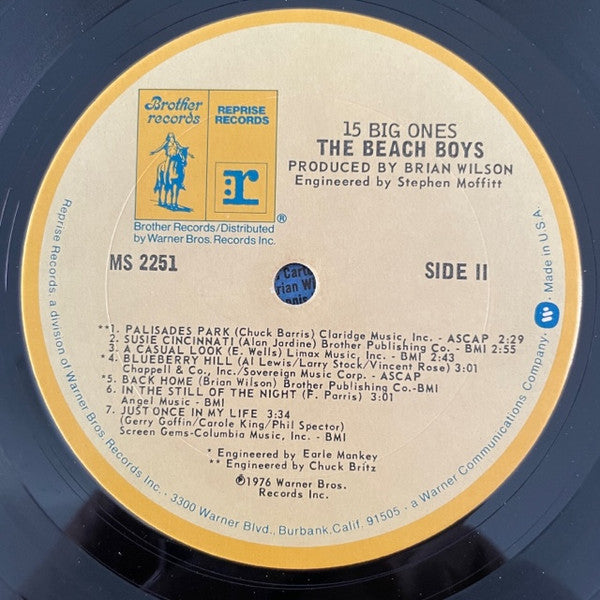 Brother records
REPRISE RECORDS
r
®
Brother Records/Distributed
by Warner Bros. Records Inc.
15 BIG ONES
THE BEACH BOYS
PRODUCED BY BRIAN WILSON
Engineered by Stephen Moffitt
MS 2251
SIDE II
**1. PALISADES PARK (Chuck Barris) Claridge Music, Inc. - ASCAP 2:29
2. SUSIE CINCINNATI (Alan Jardine) Brother Publishing Co.- BMI 2:55
3. A CASUAL LOOK (E. Wells) Limax Music, Inc. - BMI 2:43
*4. BLUEBERRY HILL (Al Lewis/Larry Stock/Vincent Rose) 3:01
Chappell & Co., Inc./Sovereign Music Corp. - ASCAP
*5. BACK HOME (Brian Wilson) Brother Publishing Co.-BMI
6. IN THE STILL OF THE NIGHT (F. Parris) 3:01
Angel Music - BMI
7. JUST ONCE IN MY LIFE 3:34
(Gerry Goffin/Carole King/Phil Spector)
Screen Gems-Columbia Music, Inc. - BMI
* Engineered by Earle Mankey
** Engineered by Chuck Britz
©1976 Warner Bros.
Records Inc.
Reprise Records, a division of Warner Bros. Records Inc. · 3300 Warner Blvd., Burbank, Calif. 91505 · a Warner Communications Company. · Made in U.S.A.